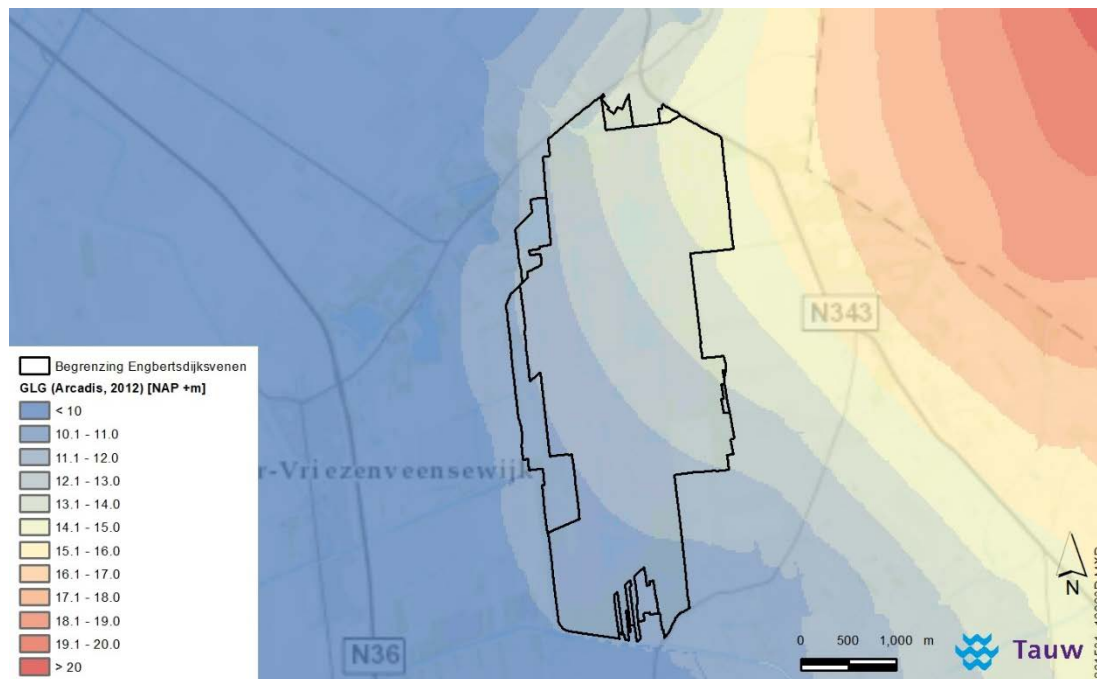 N343
r-Vriezenveensewijk
N36
Begrenzing Engbertsdijksvenen
GLG (Arcadis, 2012) [NAP +m]
< 10
10.1 - 11.0
11.1 - 12.0
12.1 - 13.0
13.1 - 14.0
14.1 - 15.0
15.1 - 16.0
16.1 - 17.0
17.1 - 18.0
18.1 - 19.0
19.1 - 20.0
> 20
N
0 500 1,000 m
Tauw